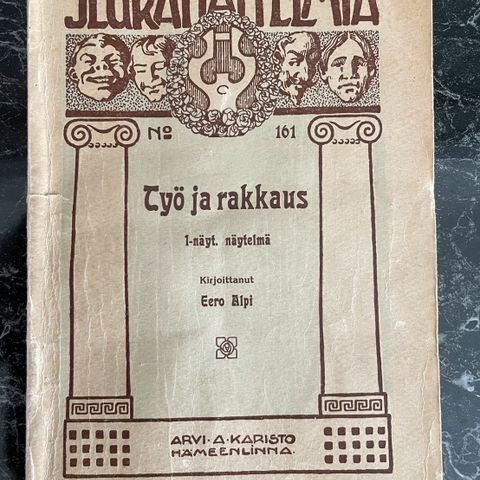 SEURANÄYTELMIÄ
No 161
Työ ja rakkaus
1-näyt. näytelmä
Kirjoittanut
Eero Alpi
ARVI·A·KARISTO
HÄMEENLINNA.